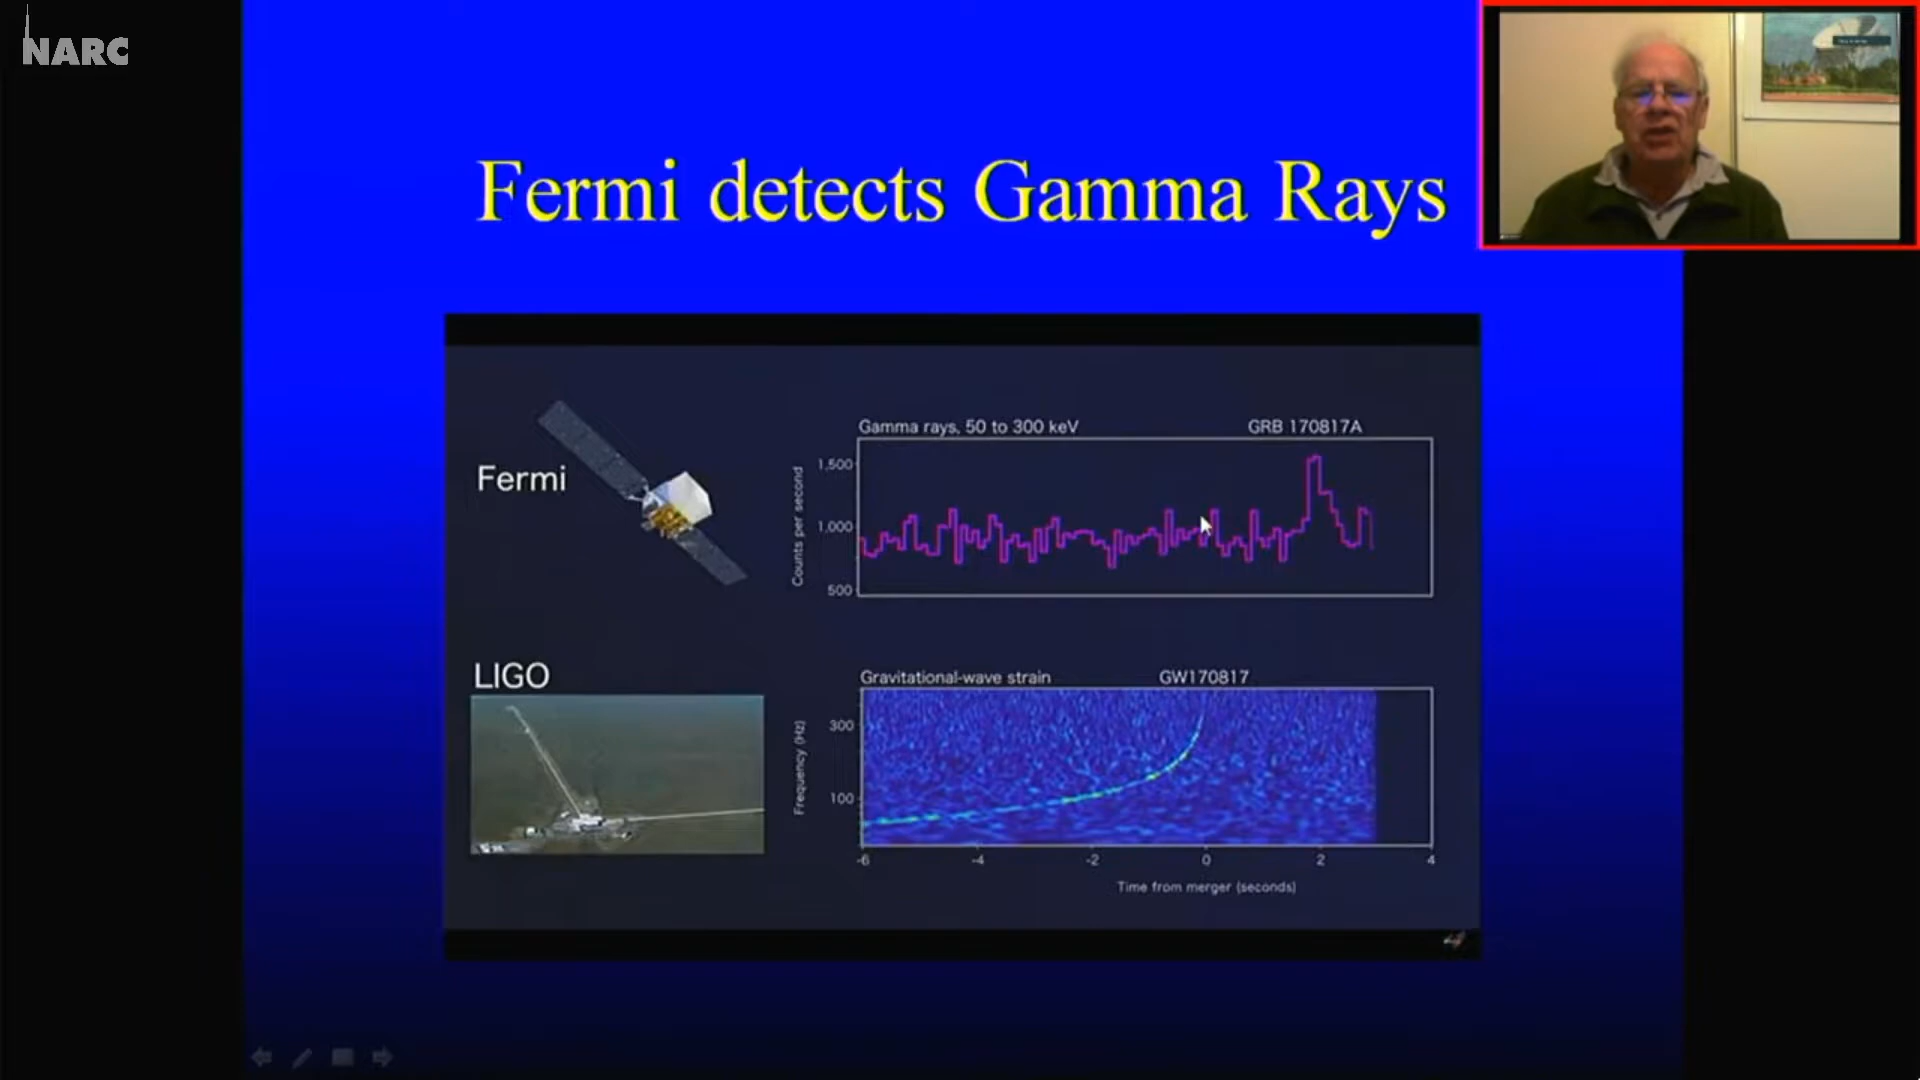 NARC
Fermi detects Gamma Rays
Fermi
Gamma rays, 50 to 300 keV
GRB 170817A
Counts per second
1,500
1,000
500
LIGO
Gravitational-wave strain
GW170817
Frequency (Hz)
300
100
-6
-4
-2
0
2
4
Time from merger (seconds)